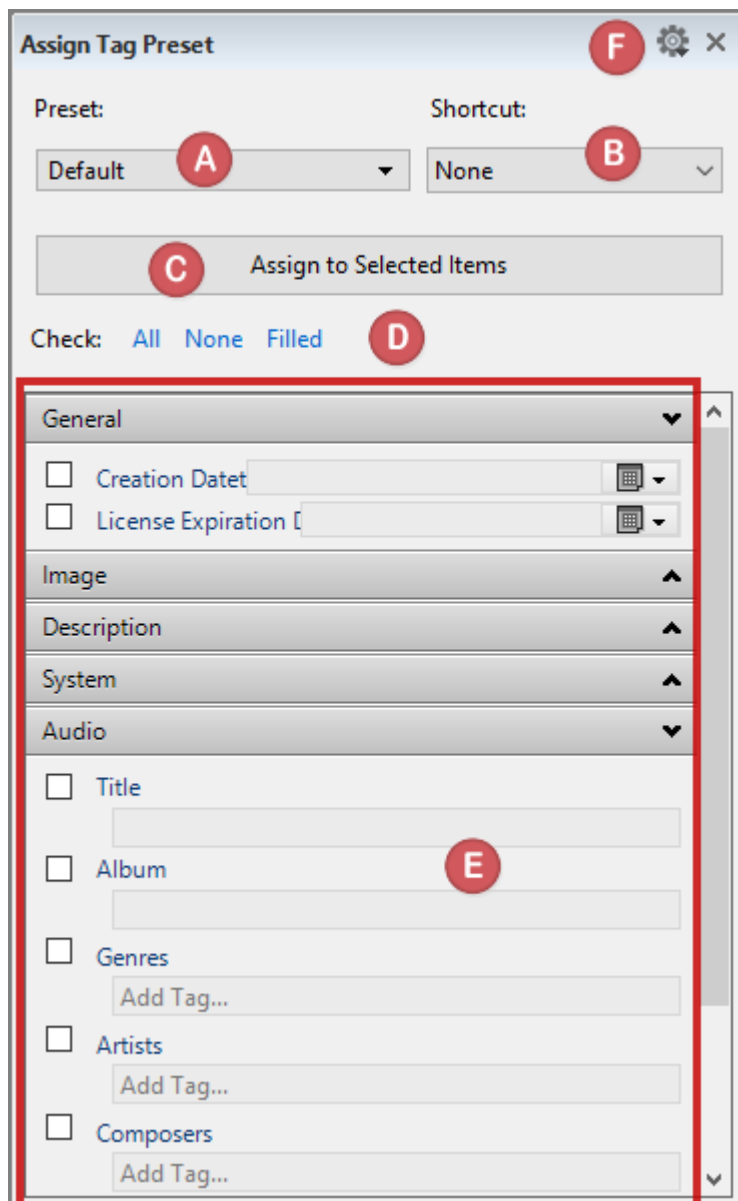 Assign Tag Preset F
Preset: Shortcut:
Default A None B
C Assign to Selected Items
Check: All None Filled D
General
Creation Datet
License Expiration D
Image
Description
System
Audio
Title
Album E
Genres
Add Tag...
Artists
Add Tag...
Composers
Add Tag...